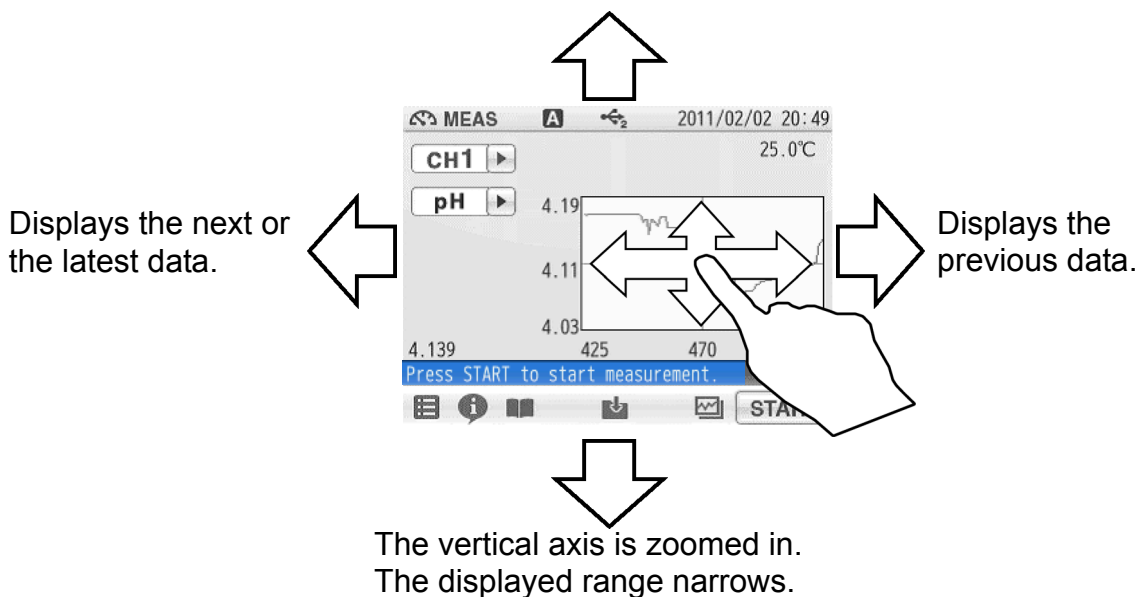 MEAS A 2 2011/02/02 20:49
CH1 25.0℃
pH
4.19
4.11
4.03
4.139 425 470
Press START to start measurement.
Displays the next or
the latest data.
Displays the
previous data.
The vertical axis is zoomed in.
The displayed range narrows.